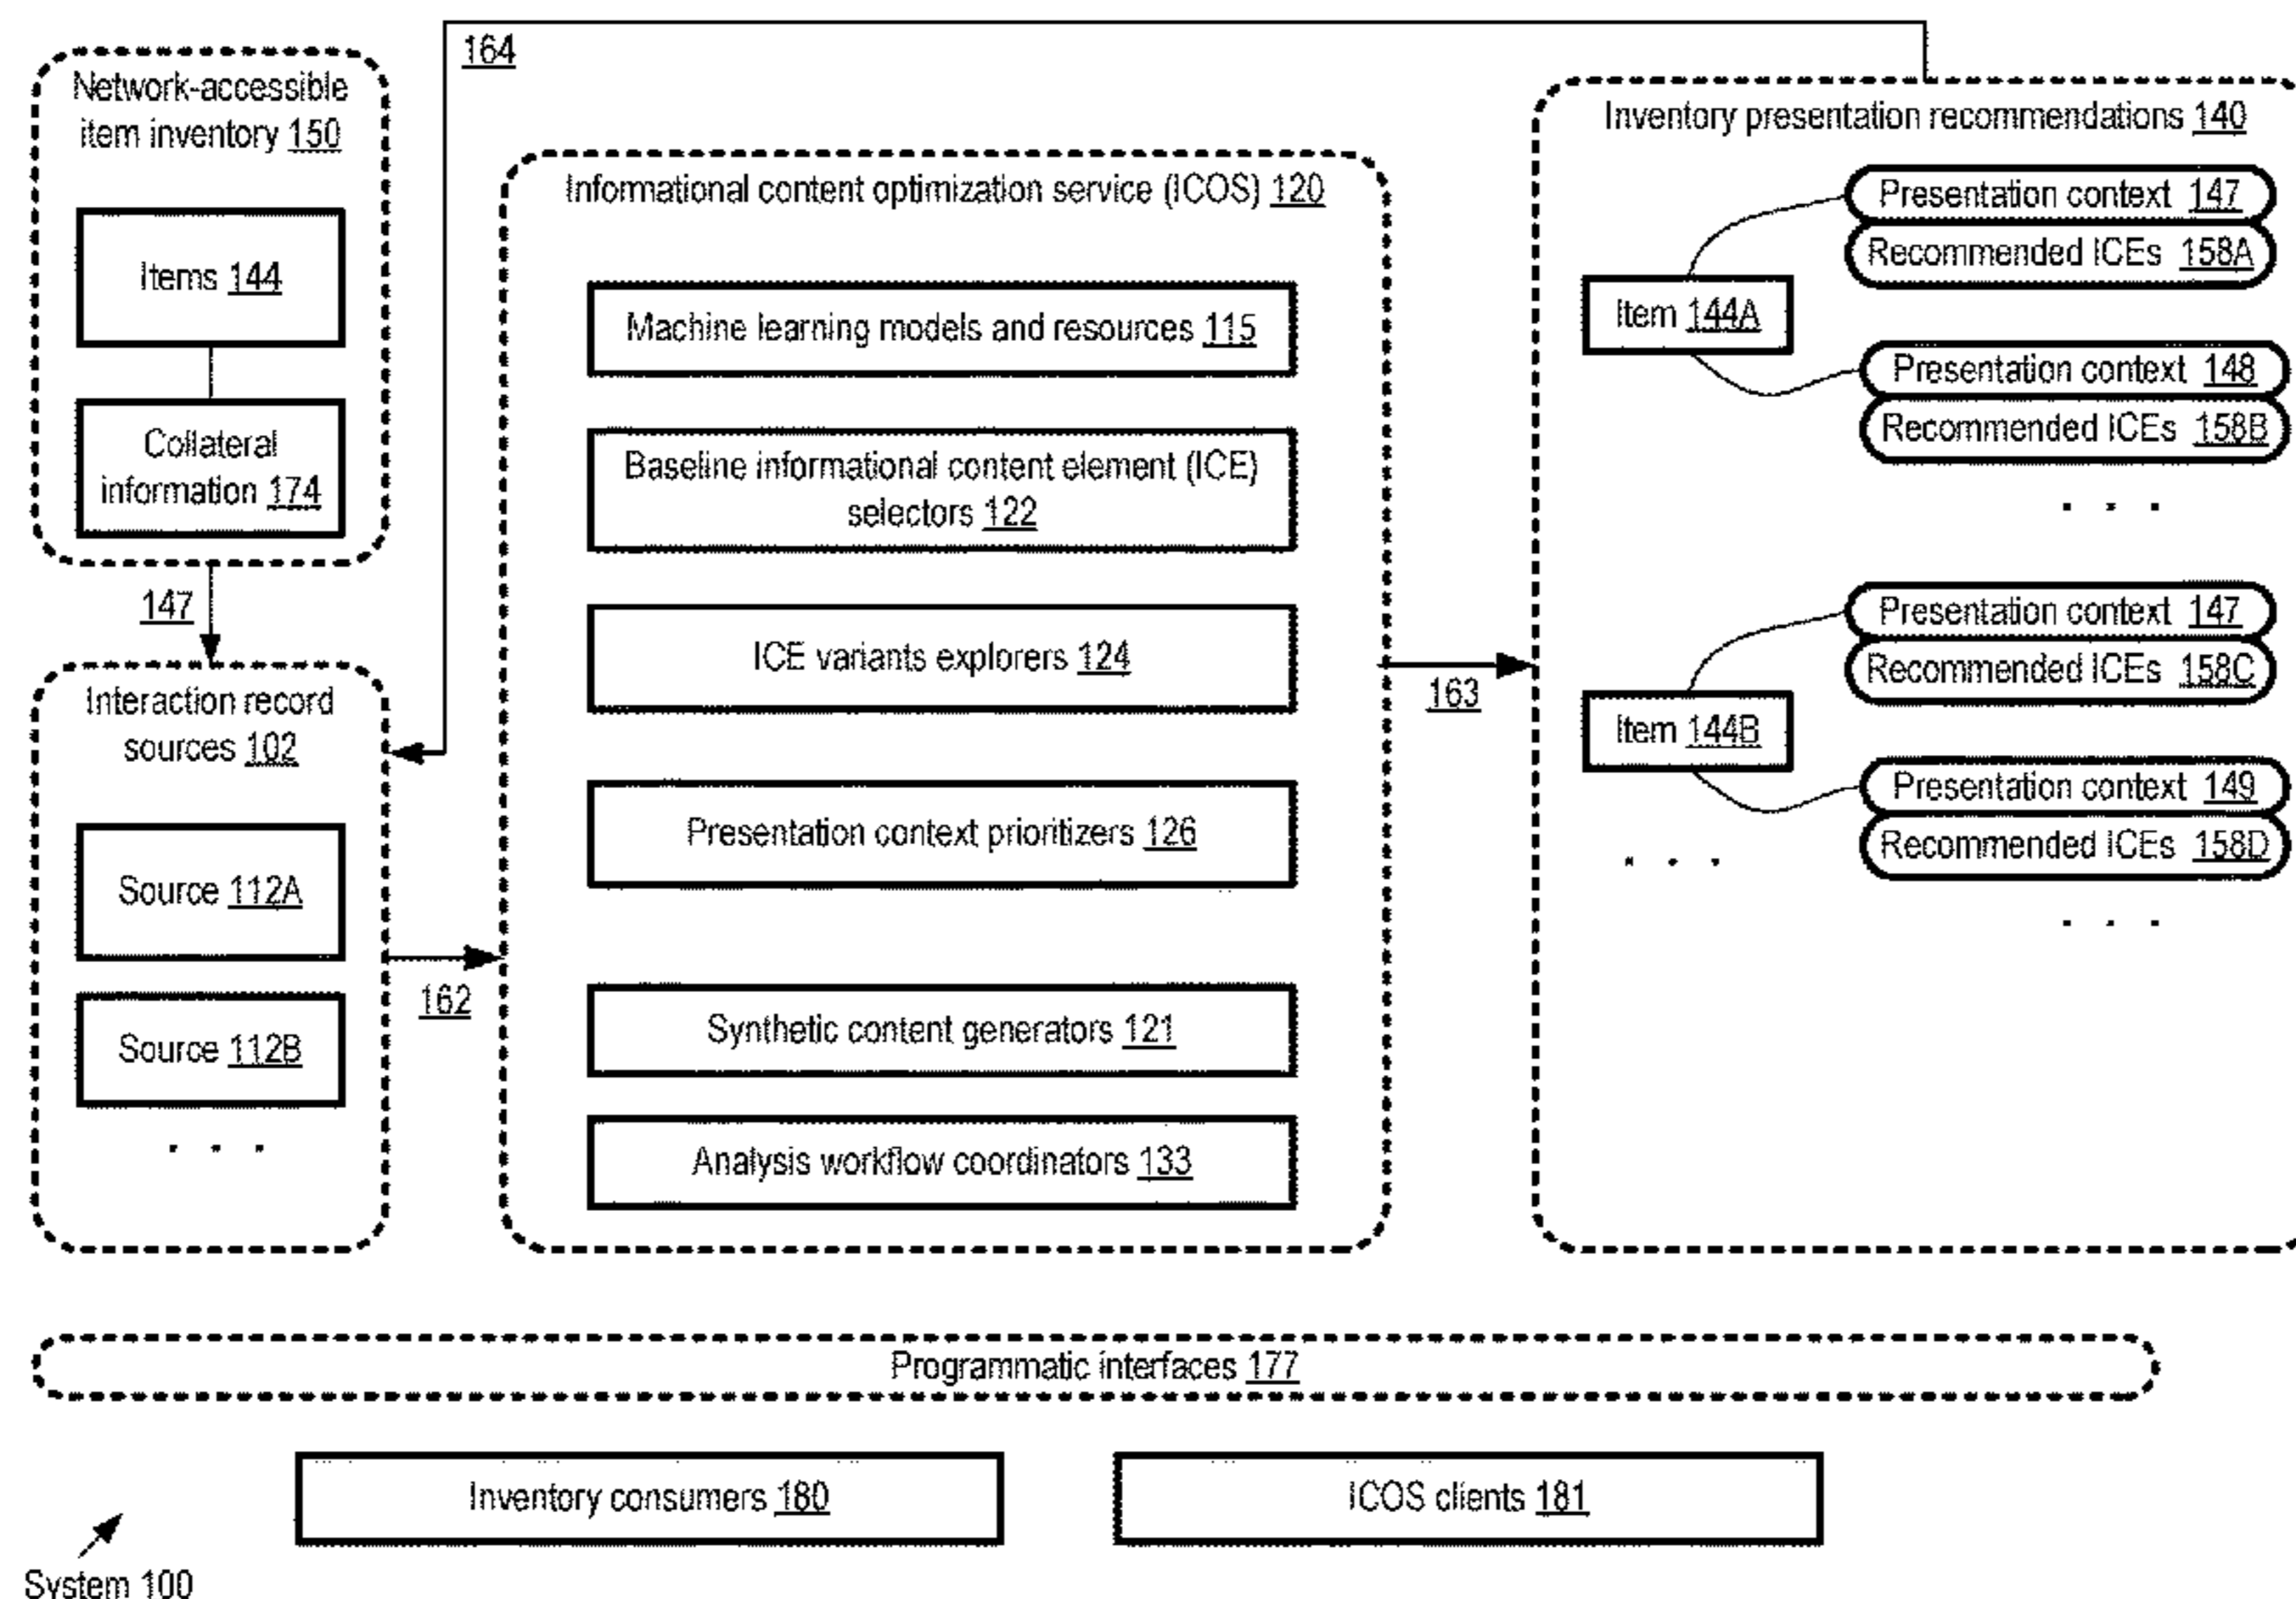 164
Network-accessible
item inventory 150
Items 144
Collateral
information 174
147
Interaction record
sources 102
Source 112A
Source 112B
. . .
162
Informational content optimization service (ICOS) 120
Machine learning models and resources 115
Baseline informational content element (ICE)
selectors 122
ICE variants explorers 124
Presentation context prioritizers 126
Synthetic content generators 121
Analysis workflow coordinators 133
163
Inventory presentation recommendations 140
Presentation context 147
Recommended ICEs 158A
Item 144A
Presentation context 148
Recommended ICEs 158B
. . .
Presentation context 147
Recommended ICEs 158C
Item 144B
Presentation context 149
Recommended ICEs 158D
. . .
. . .
Programmatic interfaces 177
Inventory consumers 180
ICOS clients 181
System 100